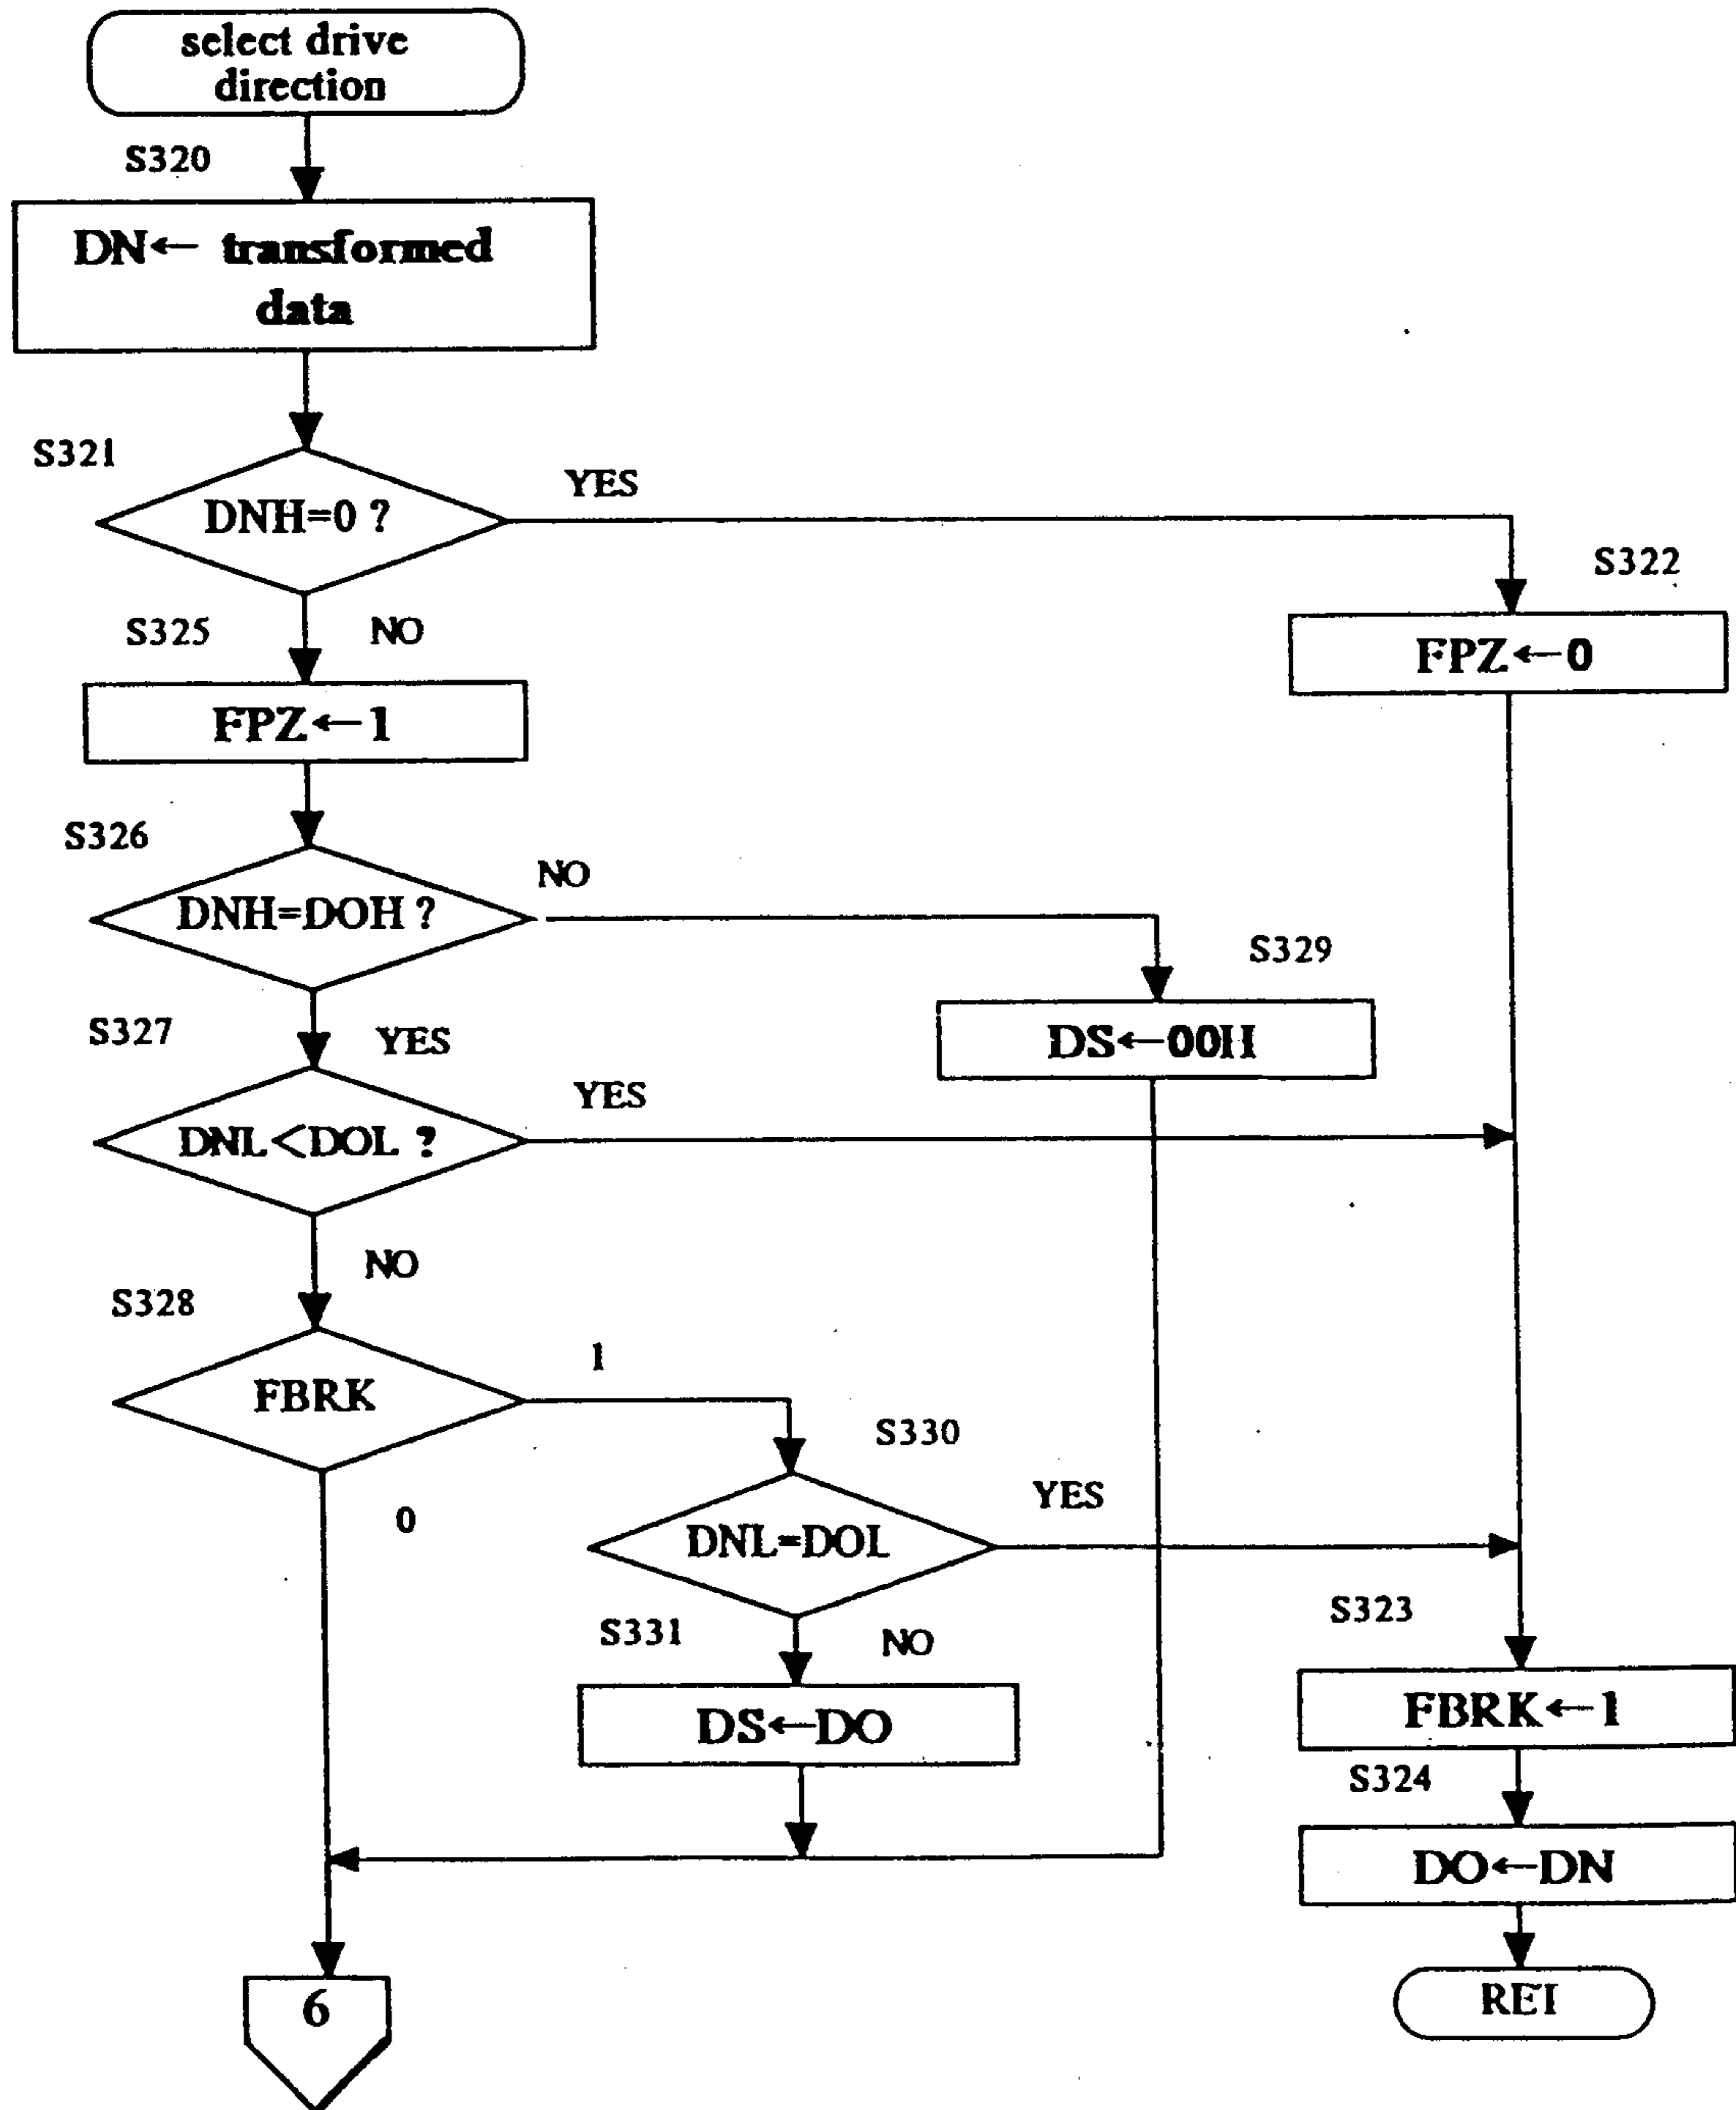 select drive
direction
S320
DN← transformed
data
S321
DNH=0 ?
YES
S322
FPZ←0
S325
NO
FPZ←1
S326
DNH=DOH ?
NO
S329
DS←00H
S327
YES
DNL<DOL ?
YES
NO
S328
FBRK
1
0
S330
DNL=DOL
YES
S331
NO
DS←DO
S323
FBRK←1
S324
DO←DN
6
REI